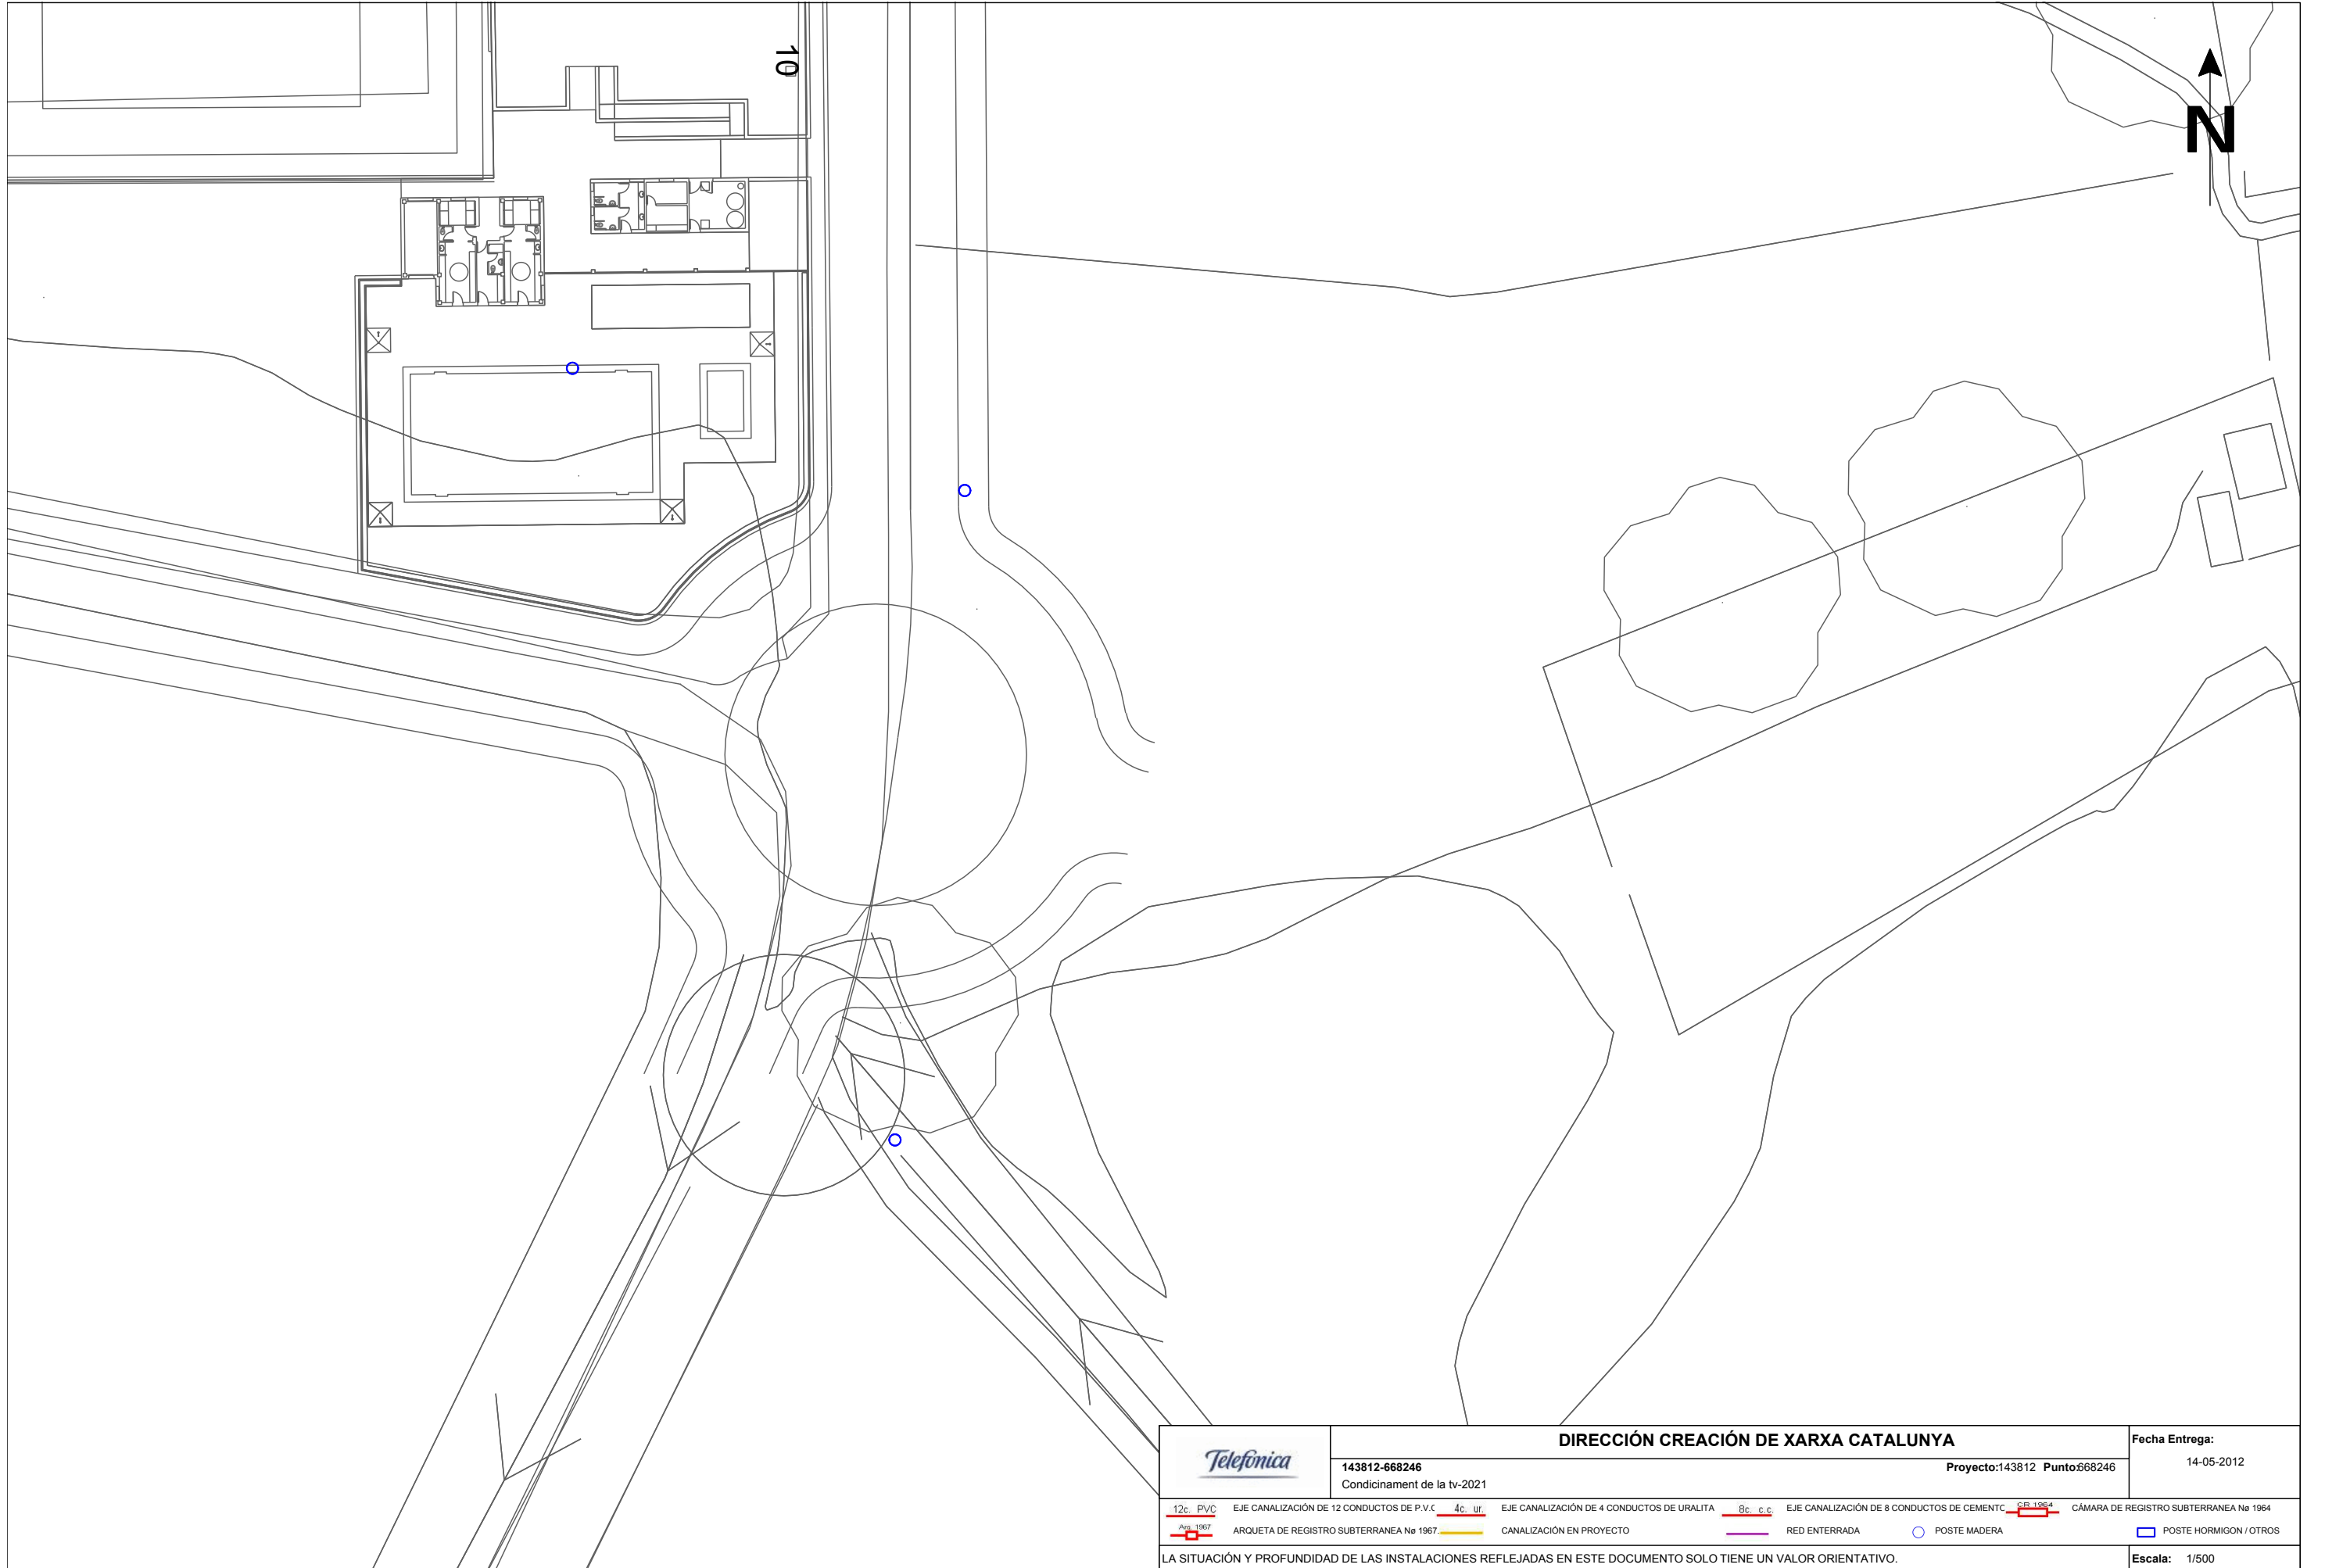 10
N
Telefónica
DIRECCIÓN CREACIÓN DE XARXA CATALUNYA
Fecha Entrega:
14-05-2012
143812-668246
Proyecto:143812 Punto:668246
Condicinament de la tv-2021
12c. PVC EJE CANALIZACIÓN DE 12 CONDUCTOS DE P.V.C 4c. ur. EJE CANALIZACIÓN DE 4 CONDUCTOS DE URALITA 8c. c.c. EJE CANALIZACIÓN DE 8 CONDUCTOS DE CEMENTO C.R. 1964 CÁMARA DE REGISTRO SUBTERRANEA Nø 1964
Arq. 1967 ARQUETA DE REGISTRO SUBTERRANEA Nø 1967. CANALIZACIÓN EN PROYECTO RED ENTERRADA POSTE MADERA POSTE HORMIGON / OTROS
LA SITUACIÓN Y PROFUNDIDAD DE LAS INSTALACIONES REFLEJADAS EN ESTE DOCUMENTO SOLO TIENE UN VALOR ORIENTATIVO.
Escala: 1/500